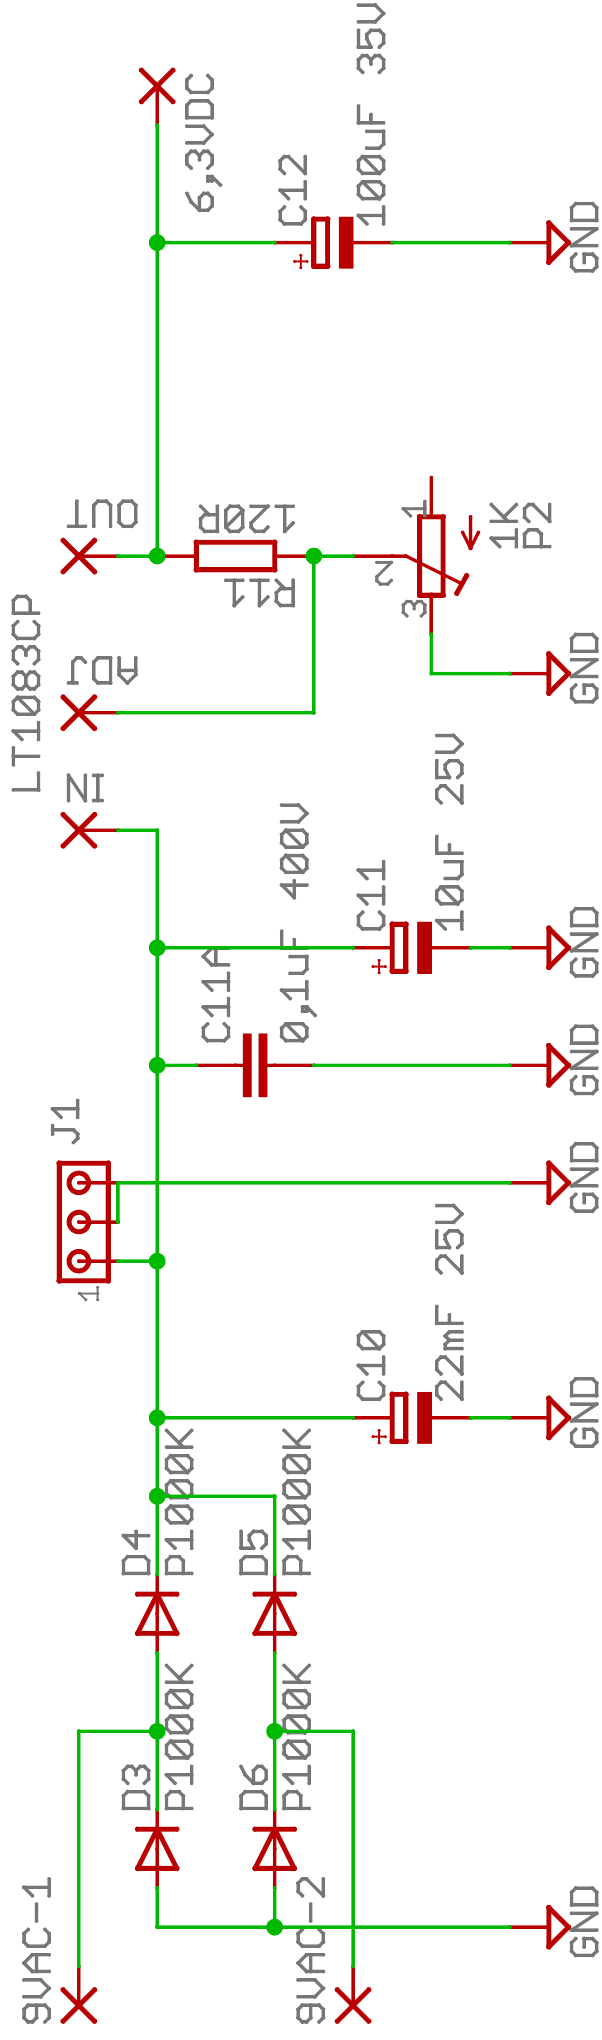 9VAC-1
9VAC-2
D3
P1000K
D6
P1000K
D4
P1000K
D5
P1000K
GND
C10
22mF 25V
GND
J1
1
GND
C11A
0,1uF 400V
GND
C11
10uF 25V
GND
LT1083CP
IN
ADJ
OUT
R11
120R
1
2
3
1K
P2
GND
6,3VDC
C12
100uF 35V
GND